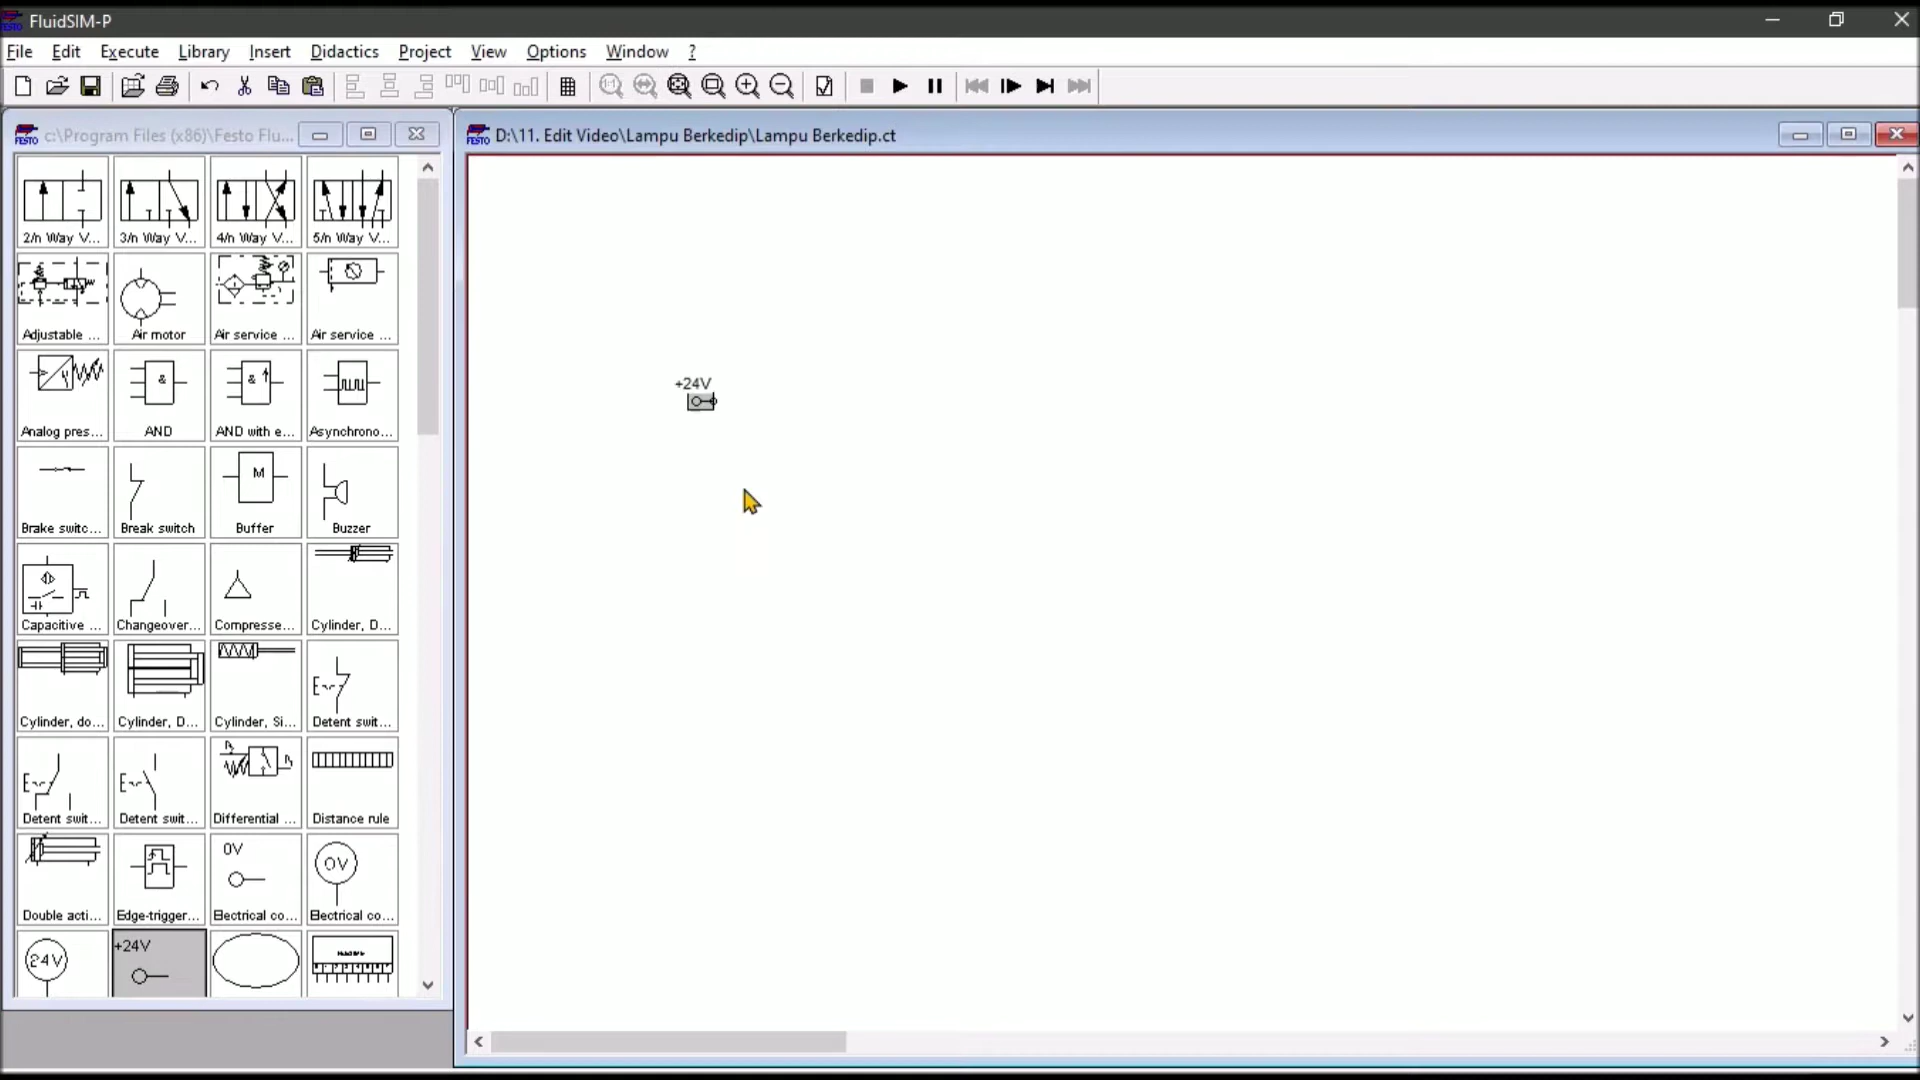 FluidSIM-P
File Edit Execute Library Insert Didactics Project View Options Window ?
c:\Program Files (x86)\Festo Flu...
D:\11. Edit Video\Lampu Berkedip\Lampu Berkedip.ct
2/n Way V... 3/n Way V... 4/n Way V... 5/n Way V...
Adjustable ... Air motor Air service ... Air service ...
+24V
& &
Analog pres... AND AND with e... Asynchrono...
M
Brake switc... Break switch Buffer Buzzer
Capacitive ... Changeover... Compresse... Cylinder, D...
Cylinder, do... Cylinder, D... Cylinder, Si... Detent swit...
Detent swit... Detent swit... Differential ... Distance rule
0V 0V
Double acti... Edge-trigger... Electrical co... Electrical co...
24V +24V